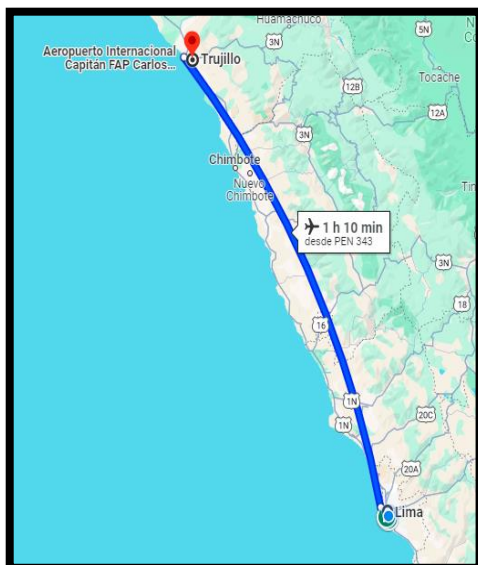 Huamachuco
3N
5N
Aeropuerto Internacional
Capitán FAP Carlos...
Trujillo
Tocache
12B
12A
3N
Chimbote
Nuevo
Chimbote
1 h 10 min
desde PEN 343
3N
18
16
1N
20C
1N
20A
Lima